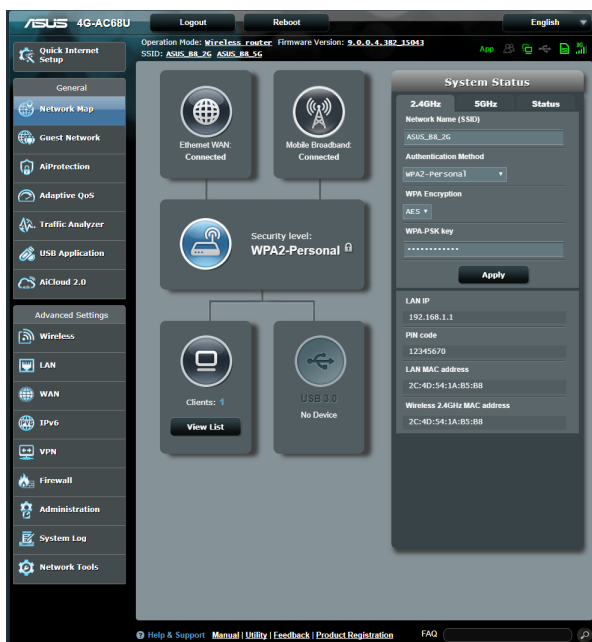 ASUS 4G-AC68U Logout Reboot English
Operation Mode: Wireless router Firmware Version: 9.0.0.4.382_15043
SSID: ASUS_B8_2G ASUS_B8_5G
App
3G
Quick Internet
Setup
General
Network Map
Guest Network
AiProtection
Adaptive QoS
Traffic Analyzer
USB Application
AiCloud 2.0
Advanced Settings
Wireless
LAN
WAN
IPv6
VPN
Firewall
Administration
System Log
Network Tools
Ethernet WAN:
Connected
Mobile Broadband:
Connected
Security level:
WPA2-Personal
Clients: 1
View List
USB 3.0
No Device
System Status
2.4GHz 5GHz Status
Network Name (SSID)
ASUS_B8_2G
Authentication Method
WPA2-Personal
WPA Encryption
AES
WPA-PSK key
Apply
LAN IP
192.168.1.1
PIN code
12345670
LAN MAC address
2C:4D:54:1A:B5:B8
Wireless 2.4GHz MAC address
2C:4D:54:1A:B5:B8
Help & Support Manual | Utility | Feedback | Product Registration FAQ